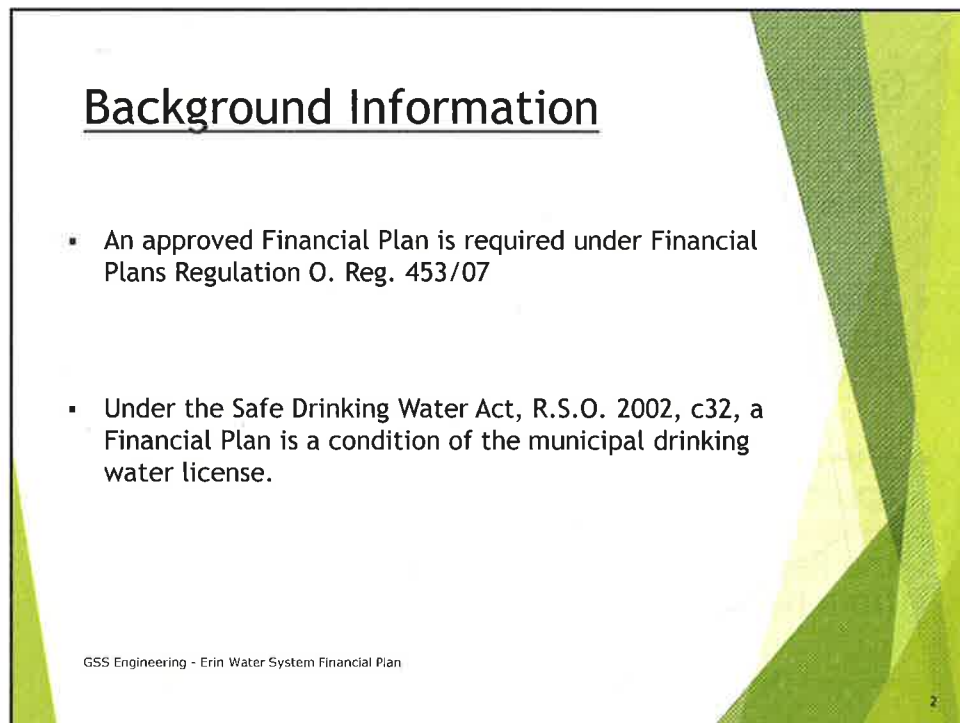 Background Information
▪ An approved Financial Plan is required under Financial
Plans Regulation O. Reg. 453/07
▪ Under the Safe Drinking Water Act, R.S.O. 2002, c32, a
Financial Plan is a condition of the municipal drinking
water license.
GSS Engineering - Erin Water System Financial Plan
2